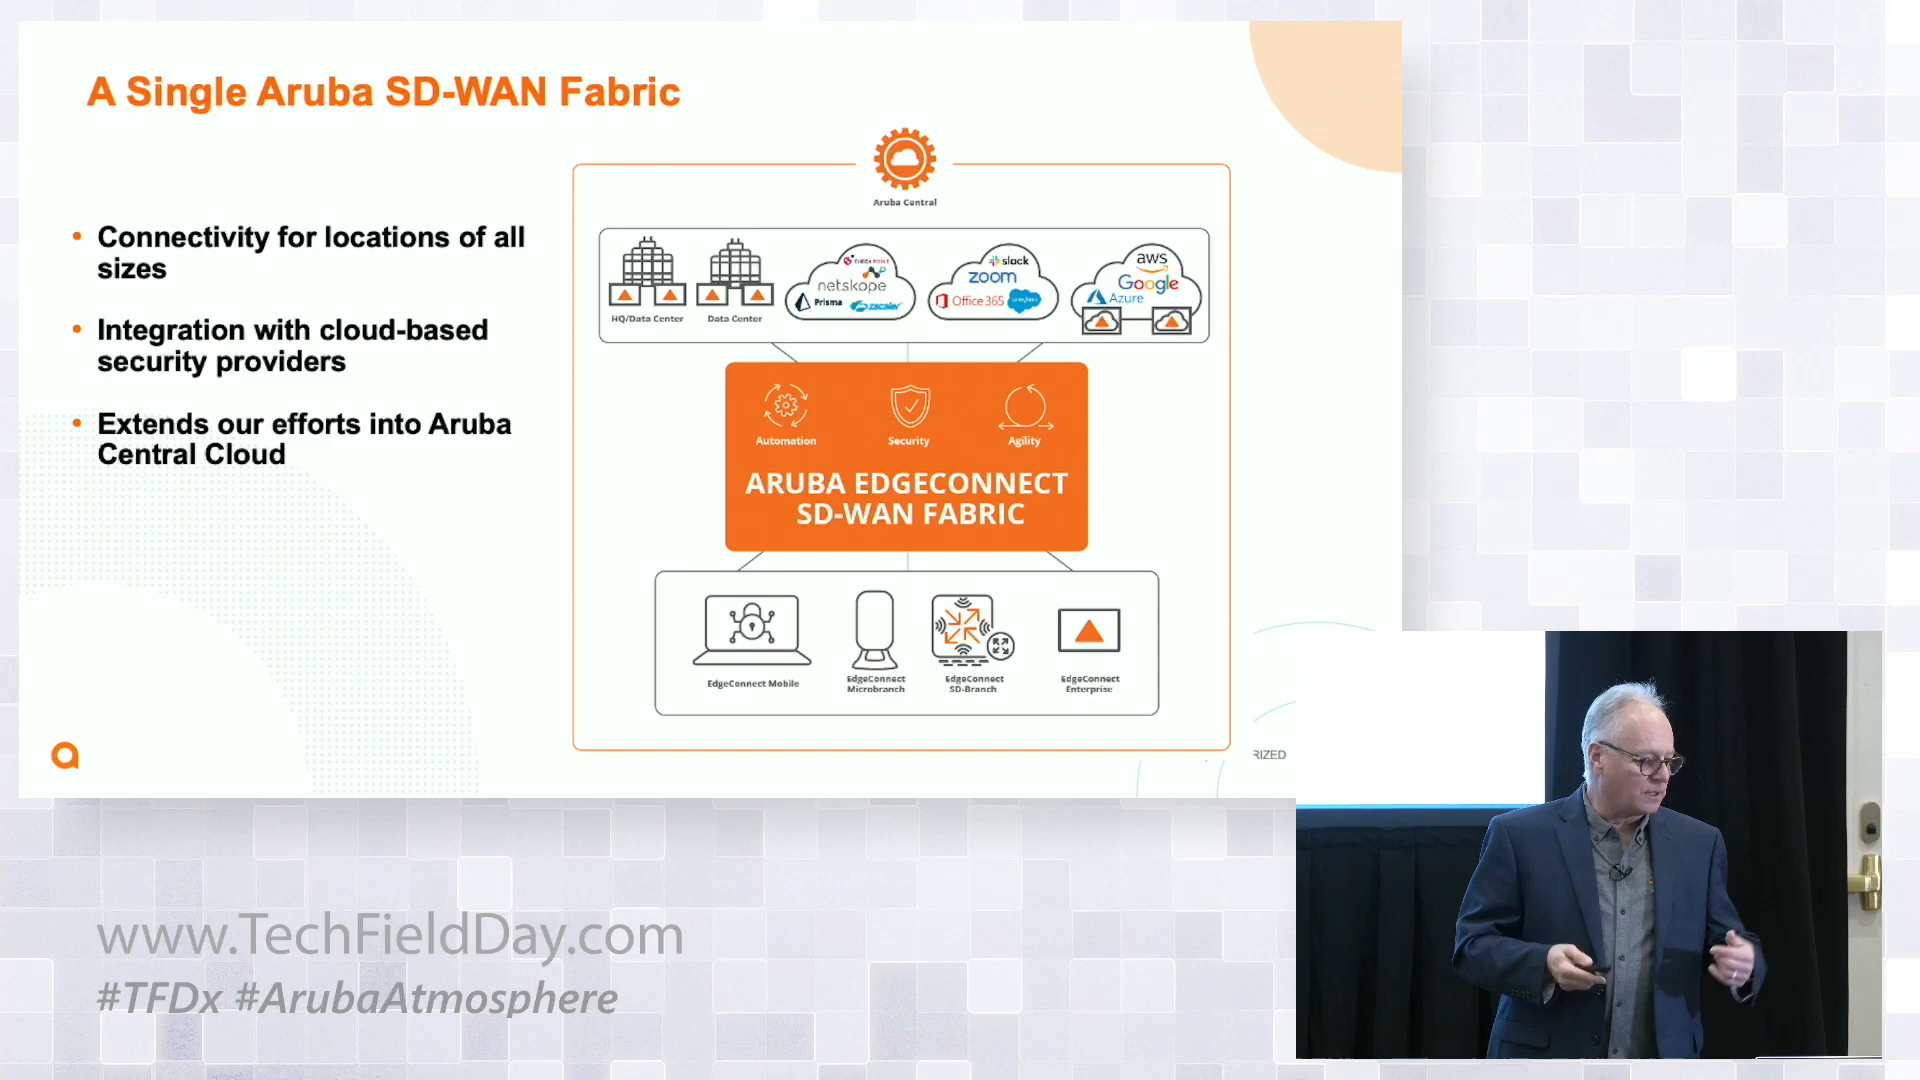 A Single Aruba SD-WAN Fabric
• Connectivity for locations of all
sizes
• Integration with cloud-based
security providers
• Extends our efforts into Aruba
Central Cloud
Aruba Central
HQ/Data Center
Data Center
CHECK POINT
netskope
Prisma
zscaler
slack
zoom
Office 365
salesforce
aws
Google
Azure
Automation
Security
Agility
ARUBA EDGECONNECT
SD-WAN FABRIC
EdgeConnect Mobile
EdgeConnect
Microbranch
EdgeConnect
SD-Branch
EdgeConnect
Enterprise
RIZED
www.TechFieldDay.com
#TFDx #ArubaAtmosphere